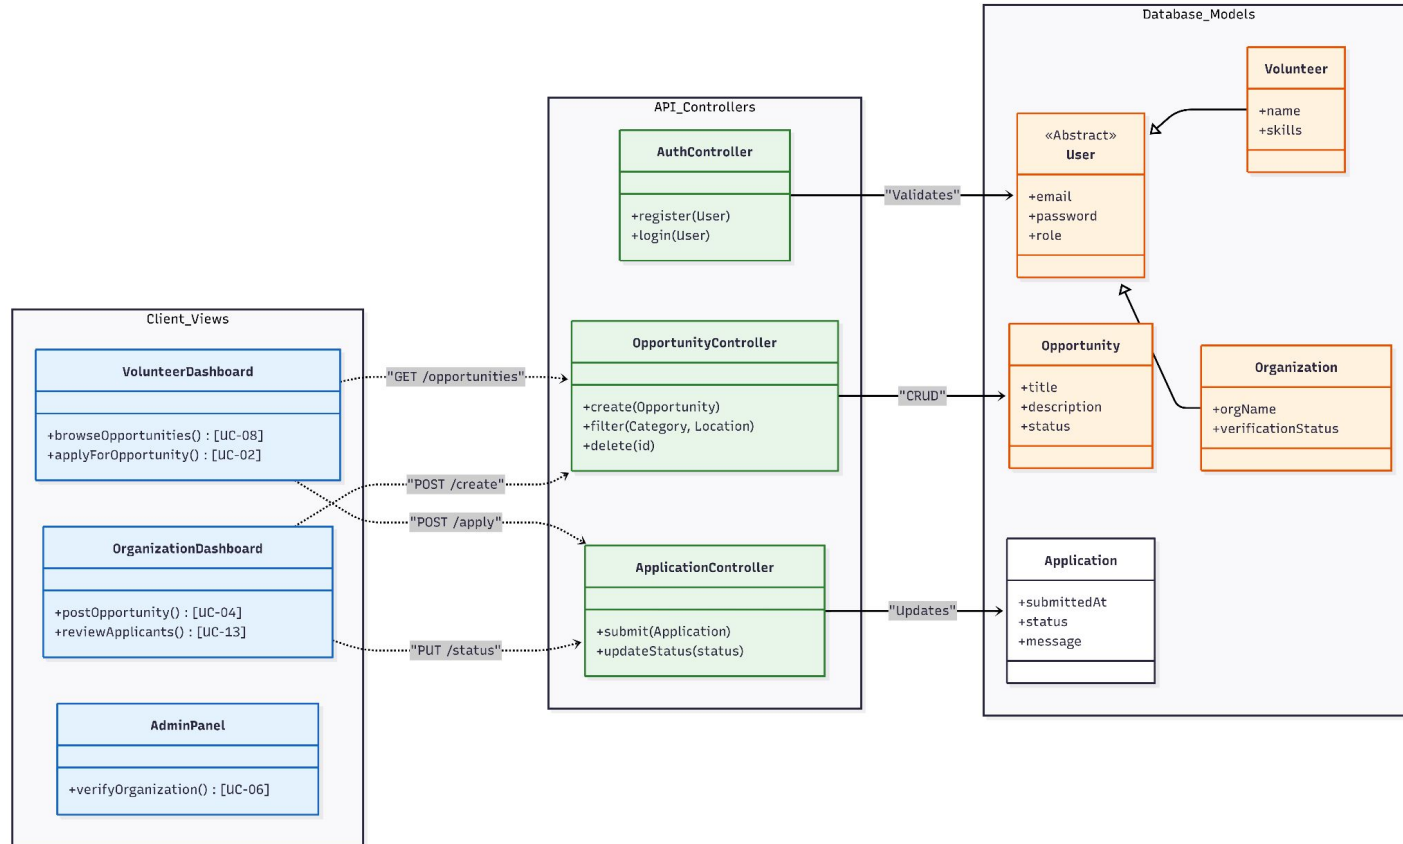 Client_Views
VolunteerDashboard
+browseOpportunities() : [UC-08]
+applyForOpportunity() : [UC-02]
OrganizationDashboard
+postOpportunity() : [UC-04]
+reviewApplicants() : [UC-13]
AdminPanel
+verifyOrganization() : [UC-06]
"GET /opportunities"
"POST /create"
"POST /apply"
"PUT /status"
API_Controllers
AuthController
+register(User)
+login(User)
OpportunityController
+create(Opportunity)
+filter(Category, Location)
+delete(id)
ApplicationController
+submit(Application)
+updateStatus(status)
"Validates"
"CRUD"
"Updates"
Database_Models
Volunteer
+name
+skills
«Abstract»
User
+email
+password
+role
Opportunity
+title
+description
+status
Organization
+orgName
+verificationStatus
Application
+submittedAt
+status
+message